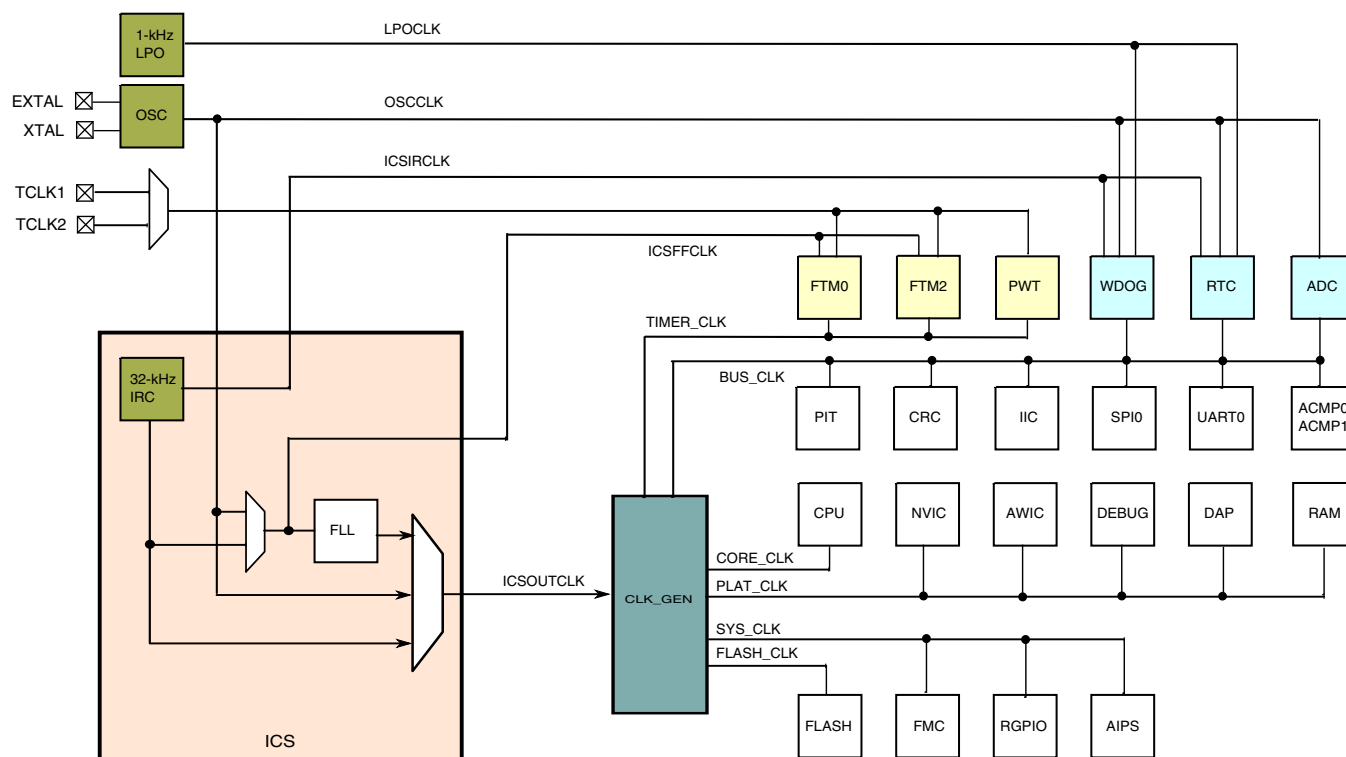 1-kHz
LPO
LPOCLK
EXTAL
XTAL
OSC
OSCCLK
ICSIRCLK
TCLK1
TCLK2
ICSFFCLK
FTM0
FTM2
PWT
WDOG
RTC
ADC
TIMER_CLK
BUS_CLK
32-kHz
IRC
PIT
CRC
IIC
SPI0
UART0
ACMP0
ACMP1
FLL
CPU
NVIC
AWIC
DEBUG
DAP
RAM
CORE_CLK
ICSOUTCLK
PLAT_CLK
CLK_GEN
SYS_CLK
FLASH_CLK
FLASH
FMC
RGPIO
AIPS
ICS